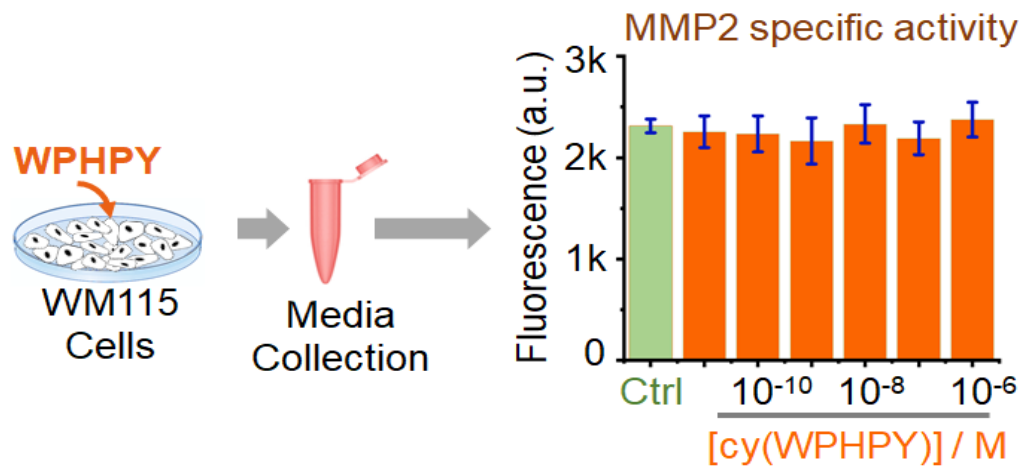 WPHPY
WM115
Cells
Media
Collection
MMP2 specific activity
Fluorescence (a.u.)
3k
2k
1k
0
Ctrl 10⁻¹⁰ 10⁻⁸ 10⁻⁶
[cy(WPHPY)] / M